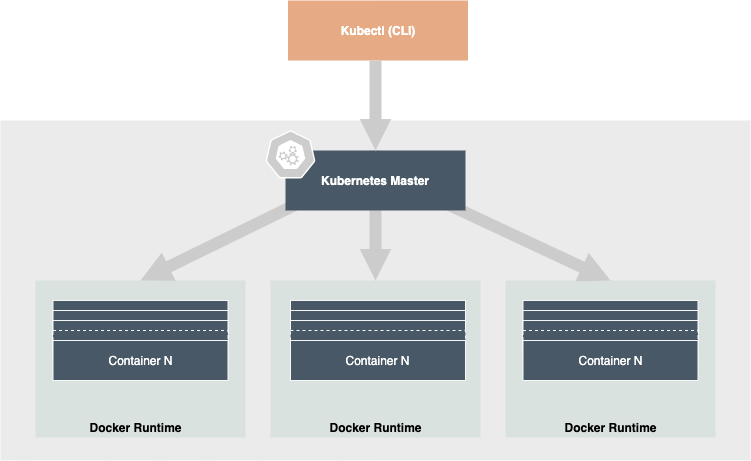 Kubectl (CLI)
Kubernetes Master
Container N
Container N
Container N
Docker Runtime
Docker Runtime
Docker Runtime